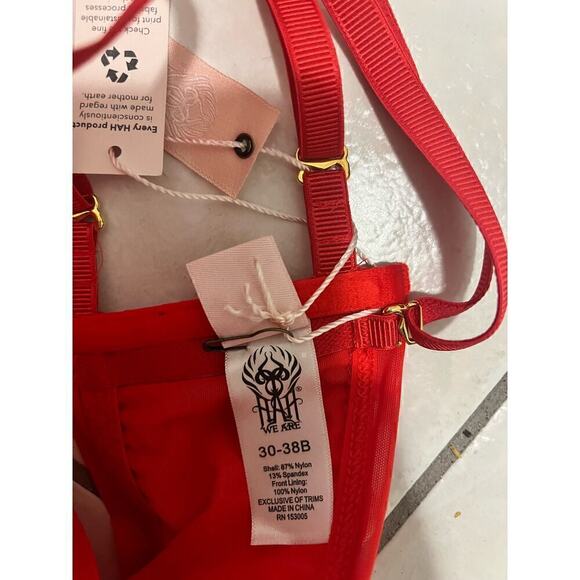 Every HAH product
is consciontiously
made with regard
for mother earth.
Check the fine
print for sustainable
fabric processes
WE ARE
HAH
®
30-38B
Shell: 87% Nylon
13% Spandex
Front Lining:
100% Nylon
EXCLUSIVE OF TRIMS
MADE IN CHINA
RN 153005